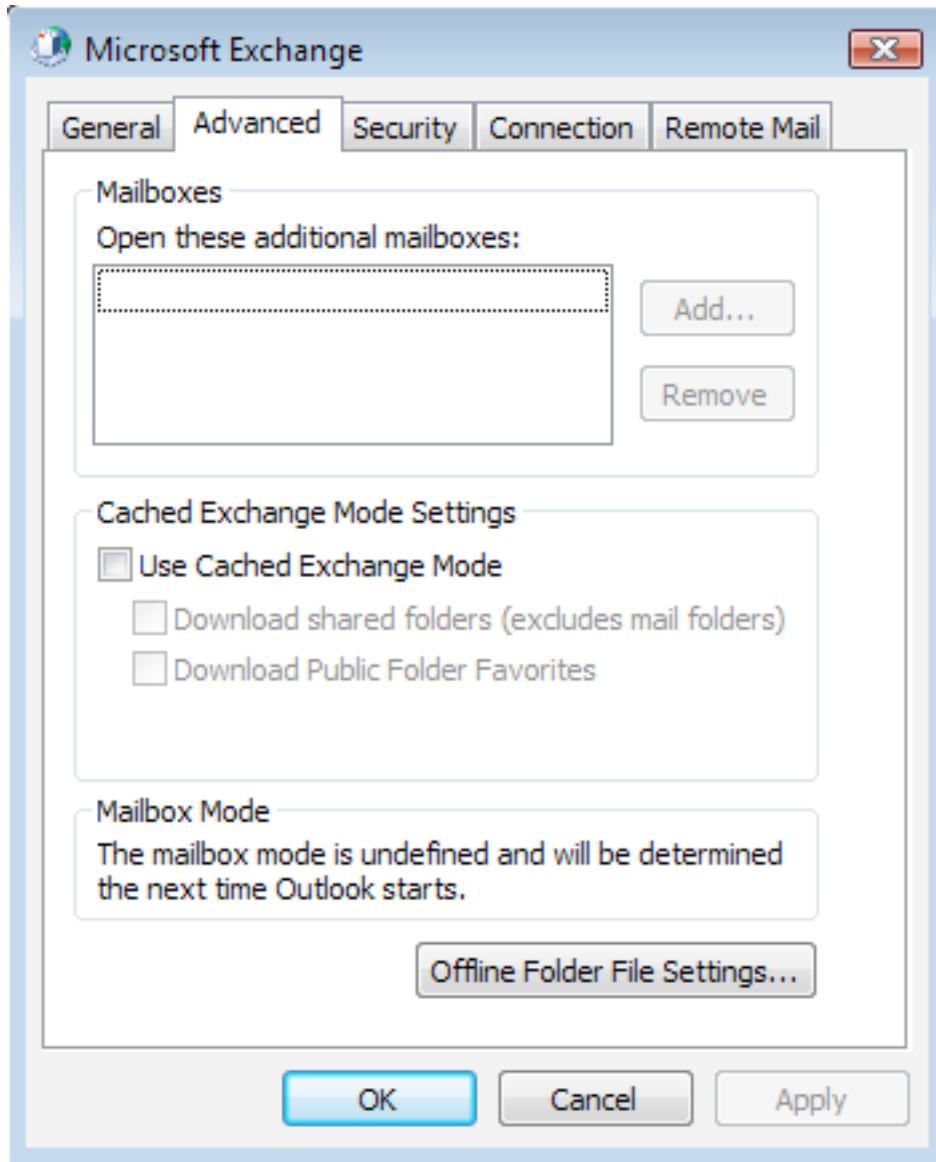 Microsoft Exchange
General
Advanced
Security
Connection
Remote Mail
Mailboxes
Open these additional mailboxes:
Add...
Remove
Cached Exchange Mode Settings
Use Cached Exchange Mode
Download shared folders (excludes mail folders)
Download Public Folder Favorites
Mailbox Mode
The mailbox mode is undefined and will be determined
the next time Outlook starts.
Offline Folder File Settings...
OK
Cancel
Apply